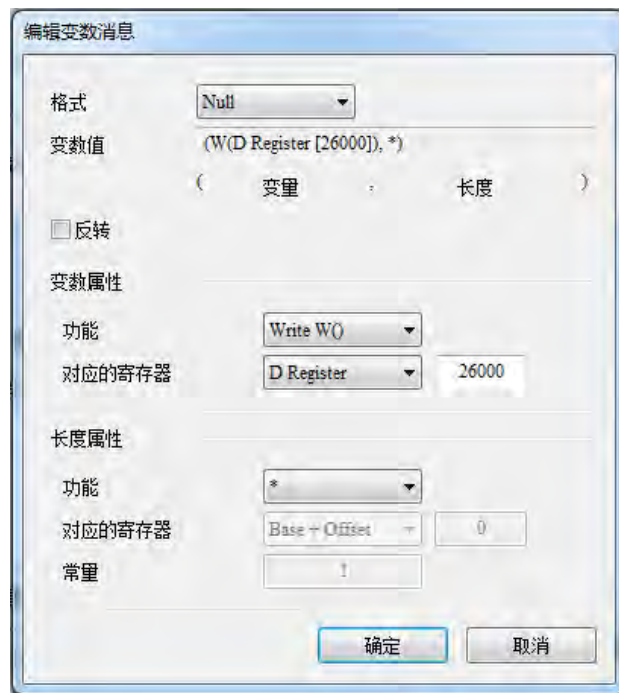 编辑变数消息
格式 Null
变数值 (W(D Register [26000]), *)
( 变量 , 长度 )
反转
变数属性
功能 Write W()
对应的寄存器 D Register 26000
长度属性
功能 *
对应的寄存器 Base + Offset 0
常量 1
确定 取消